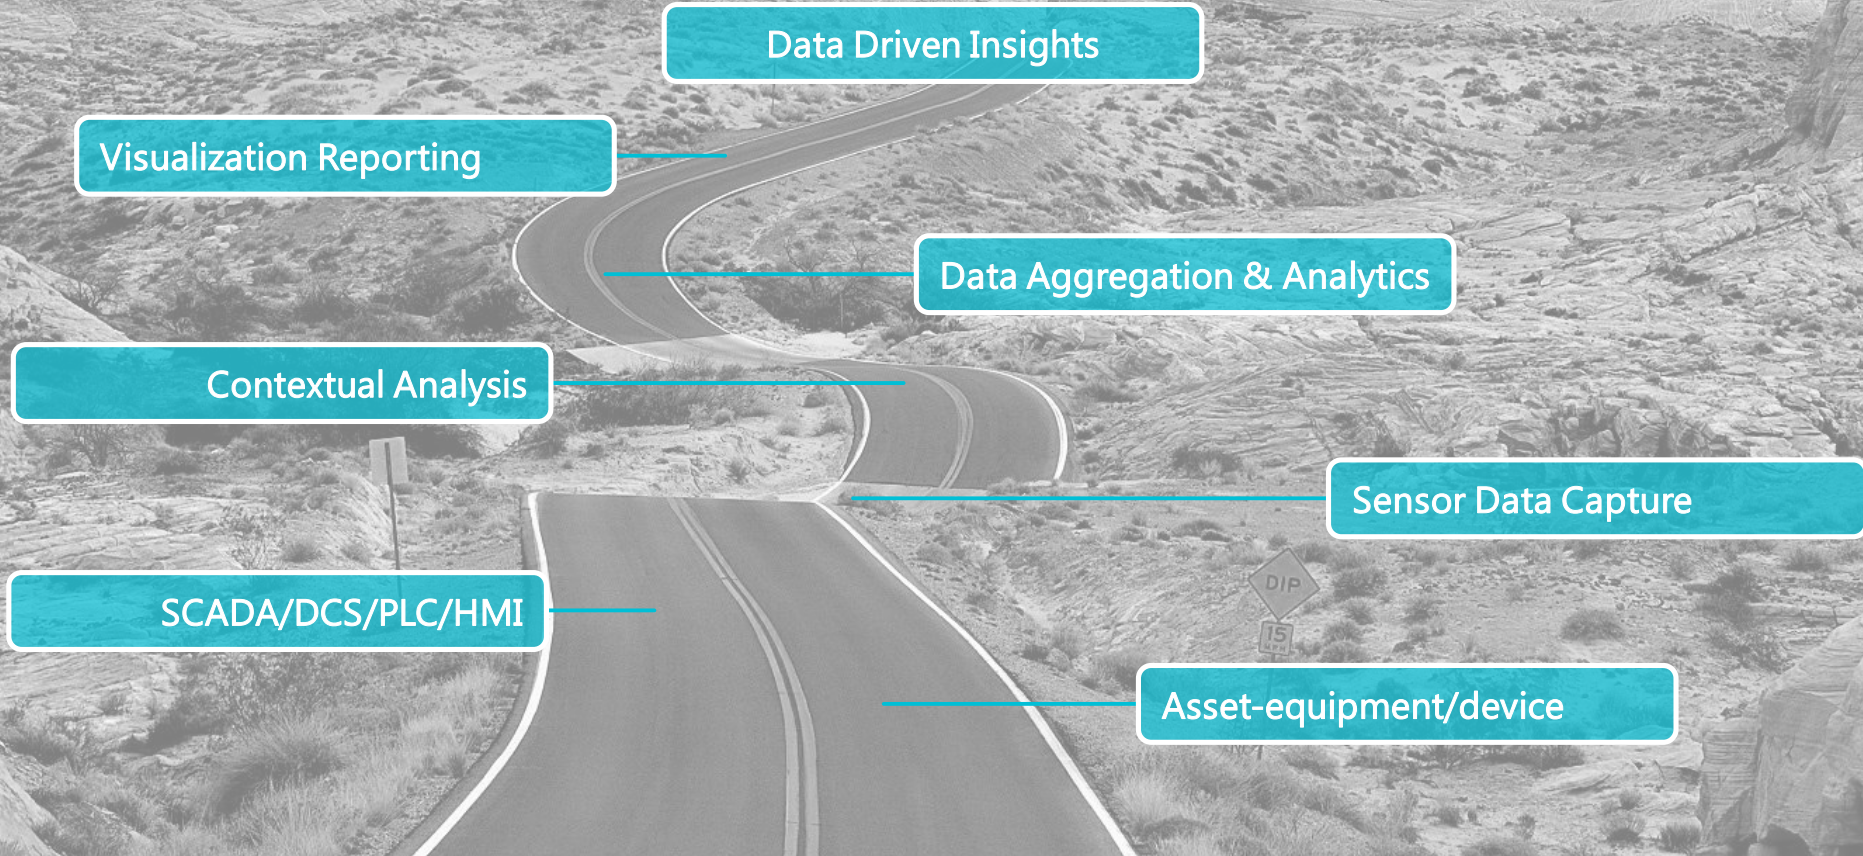 Data Driven Insights
Visualization Reporting
Data Aggregation & Analytics
Contextual Analysis
Sensor Data Capture
DIP
15
SCADA/DCS/PLC/HMI
Asset-equipment/device